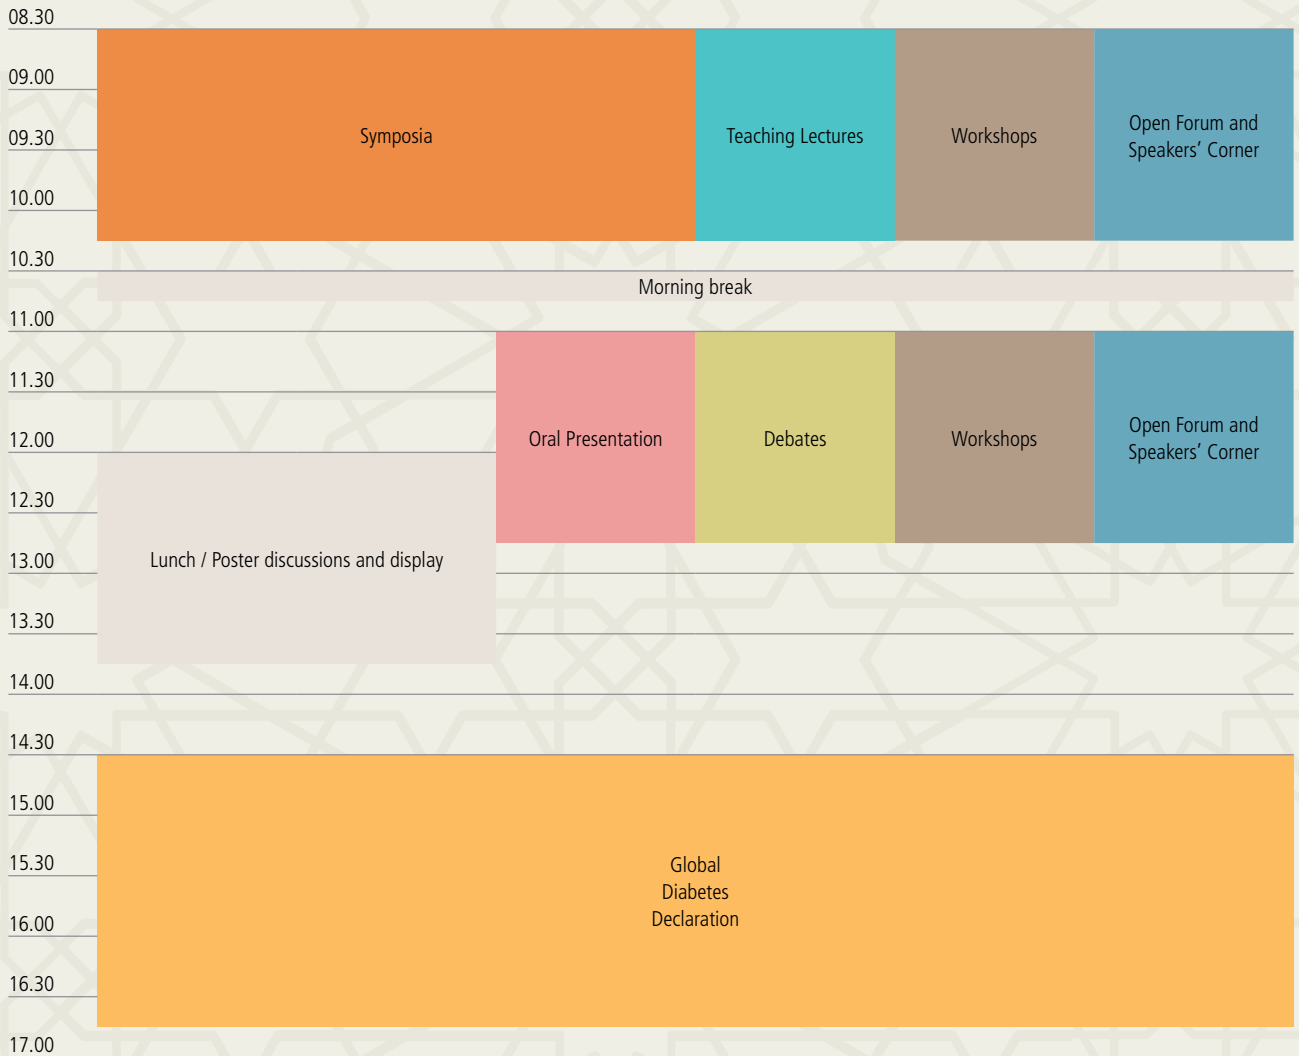 08.30
09.00
09.30
10.00
10.30
11.00
11.30
12.00
12.30
13.00
13.30
14.00
14.30
15.00
15.30
16.00
16.30
17.00
Symposia
Teaching Lectures
Workshops
Open Forum and
Speakers’ Corner
Morning break
Oral Presentation
Debates
Workshops
Open Forum and
Speakers’ Corner
Lunch / Poster discussions and display
Global
Diabetes
Declaration